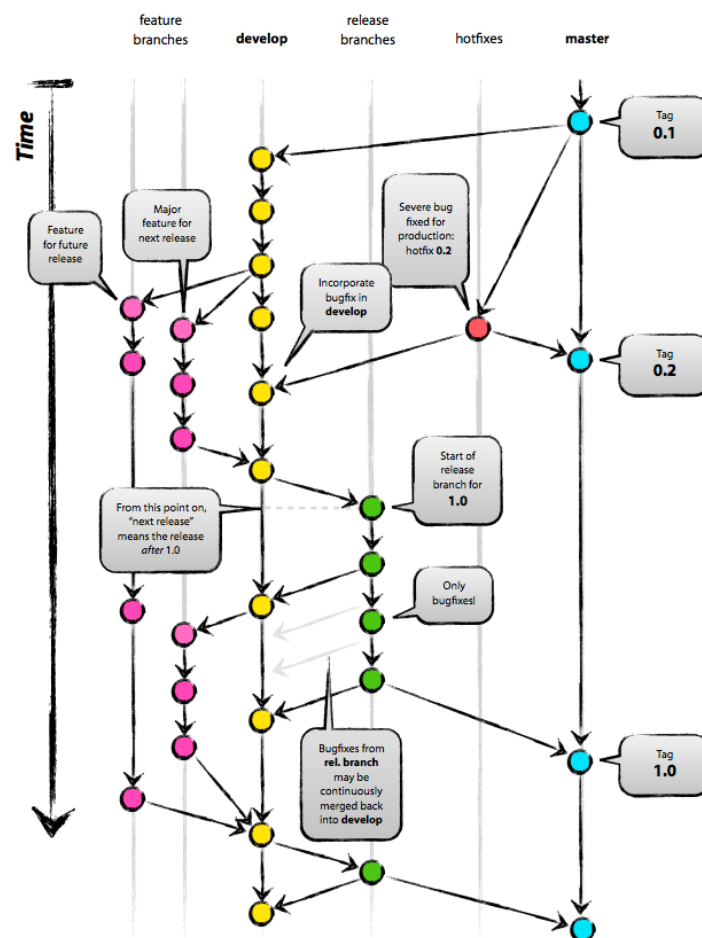 feature
branches
develop
release
branches
hotfixes
master
Time
Tag
0.1
Feature
for future
release
Major
feature for
next release
Severe bug
fixed for
production:
hotfix 0.2
Incorporate
bugfix in
develop
Tag
0.2
Start of
release
branch for
1.0
From this point on,
“next release”
means the release
after 1.0
Only
bugfixes!
Bugfixes from
rel. branch
may be
continuously
merged back
into develop
Tag
1.0